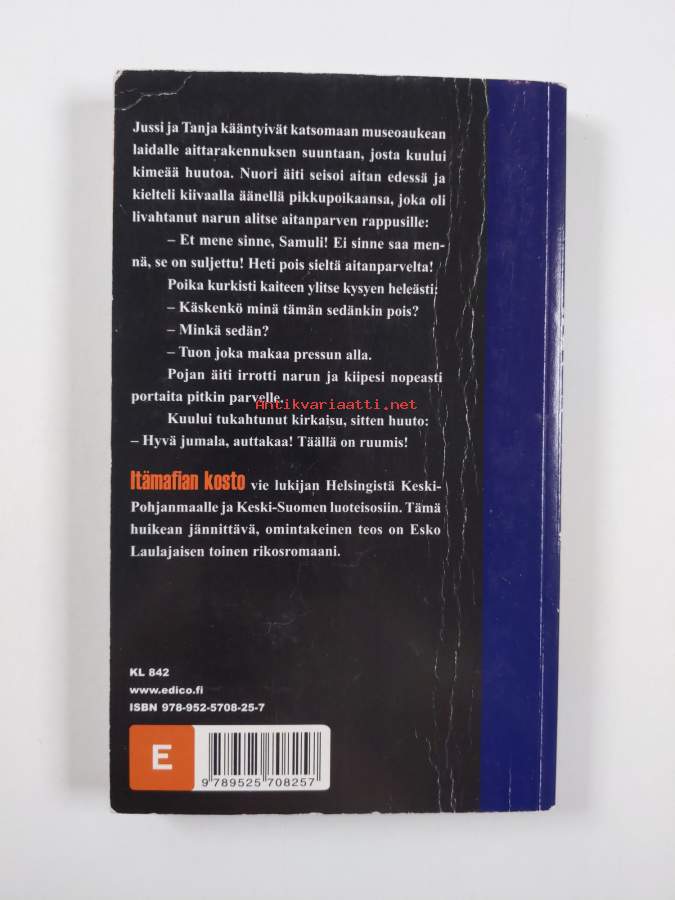 Jussi ja Tanja kääntyivät katsomaan museoaukean
laidalle aittarakennuksen suuntaan, josta kuului
kimeää huutoa. Nuori äiti seisoi aitan edessä ja
kielteli kiivaalla äänellä pikkupoikaansa, joka oli
livahtanut narun alitse aitanparven rappusille:
– Et mene sinne, Samuli! Ei sinne saa men-
nä, se on suljettu! Heti pois sieltä aitanparvelta!
Poika kurkisti kaiteen ylitse kysyen heleästi:
– Käskenkö minä tämän sedänkin pois?
– Minkä sedän?
– Tuon joka makaa pressun alla.
Pojan äiti irrotti narun ja kiipesi nopeasti
portaita pitkin parvelle.
Antikvariaatti.net
Kuului tukahtunut kirkaisu, sitten huuto:
– Hyvä jumala, auttakaa! Täällä on ruumis!
Itämafian kosto vie lukijan Helsingistä Keski-
Pohjanmaalle ja Keski-Suomen luoteisosiin. Tämä
huikean jännittävä, omintakeinen teos on Esko
Laulajaisen toinen rikosromaani.
KL 842
www.edico.fi
ISBN 978-952-5708-25-7
E
9 789525 708257